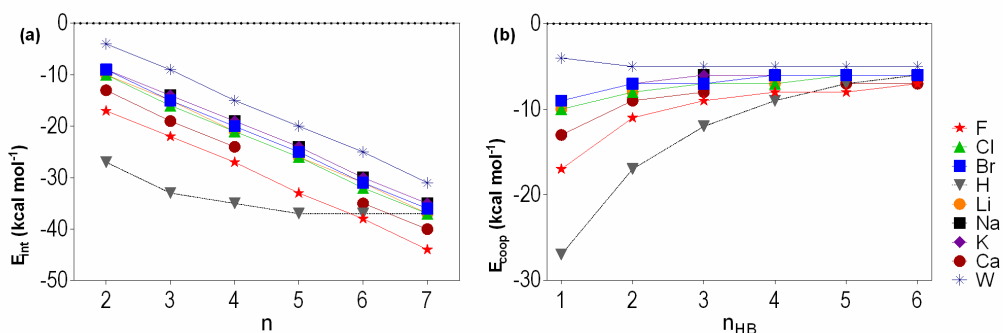 (a)
0
-10
-20
-30
-40
-50
E_int (kcal mol⁻¹)
2 3 4 5 6 7
n
(b)
0
-10
-20
-30
E_coop (kcal mol⁻¹)
1 2 3 4 5 6
n_HB
F
Cl
Br
H
Li
Na
K
Ca
W